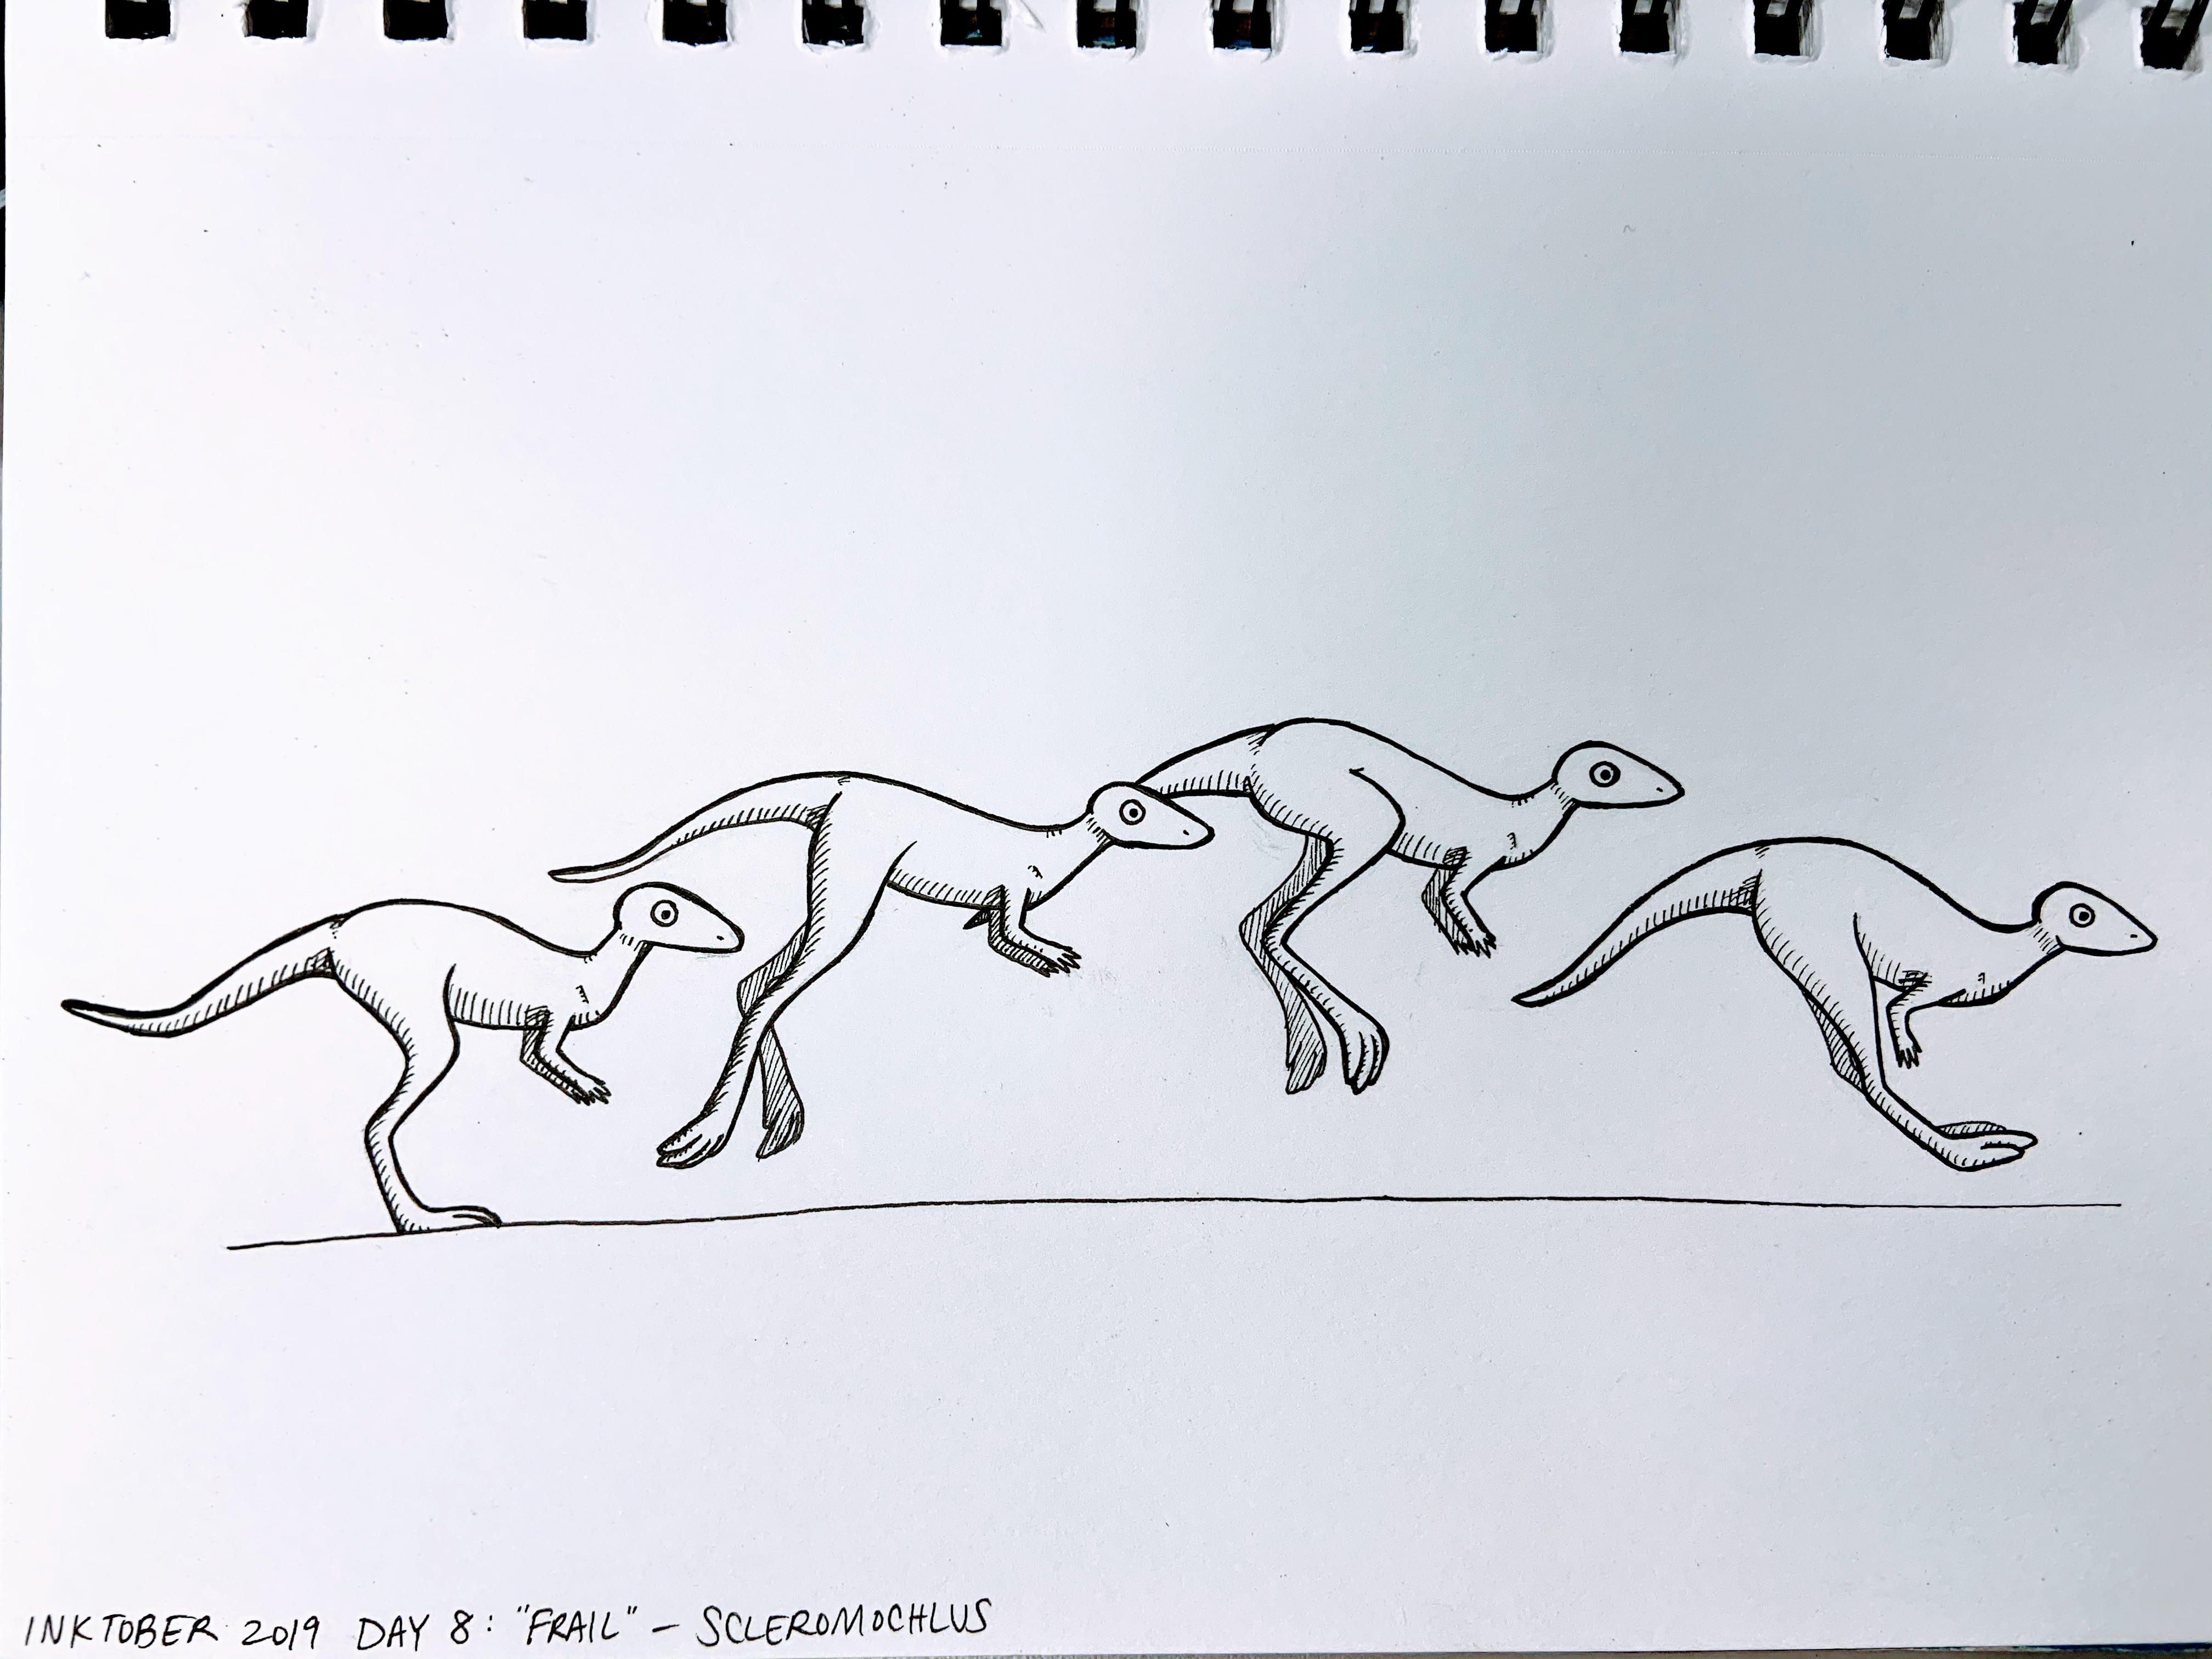 INKTOBER 2019 DAY 8: "FRAIL" – SCLEROMOCHLUS